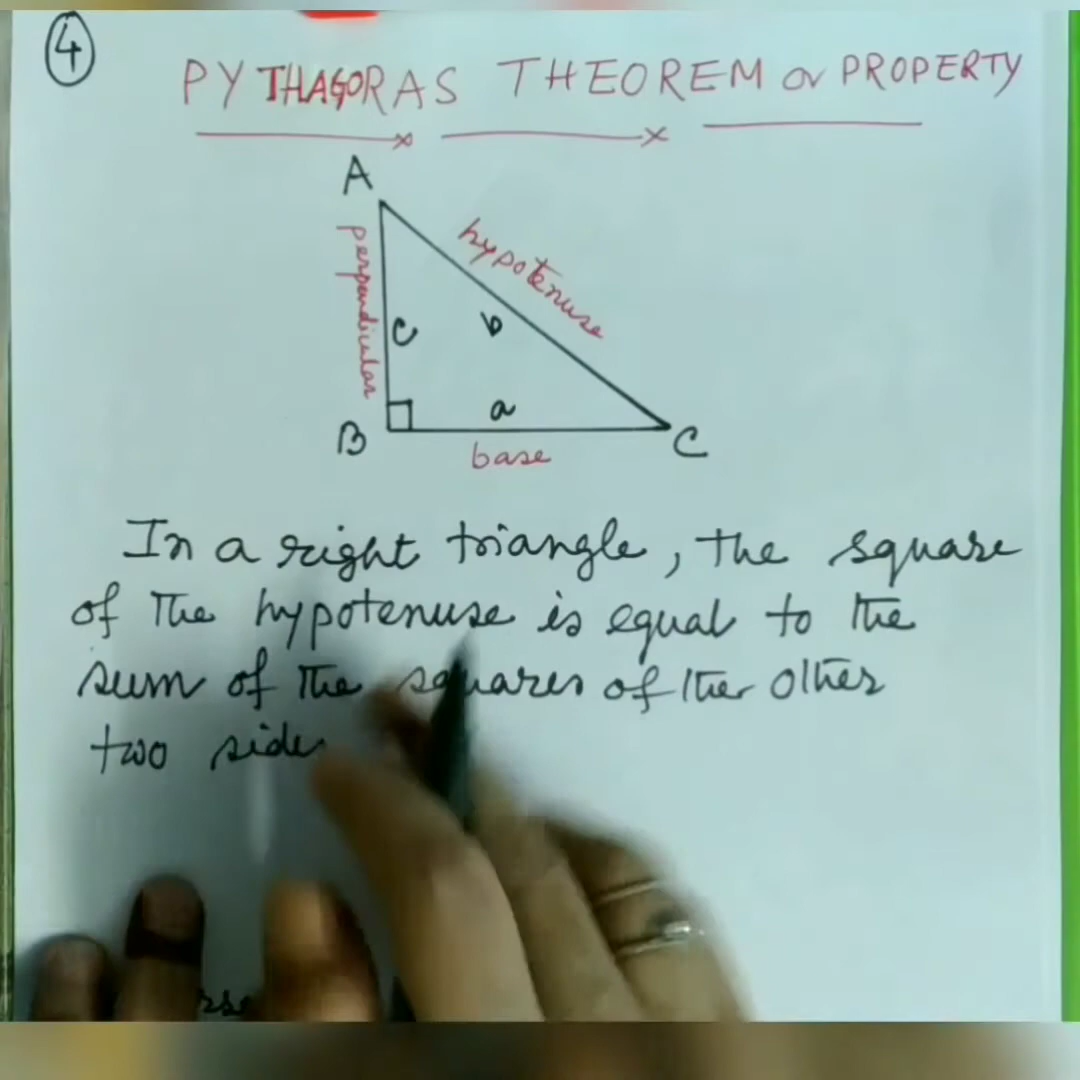 4
PYTHAGORAS THEOREM or PROPERTY
A
hypotenuse
perpendicular
c
b
a
B
C
base
In a right triangle, the square
of the hypotenuse is equal to the
sum of the squares of the other
two sides